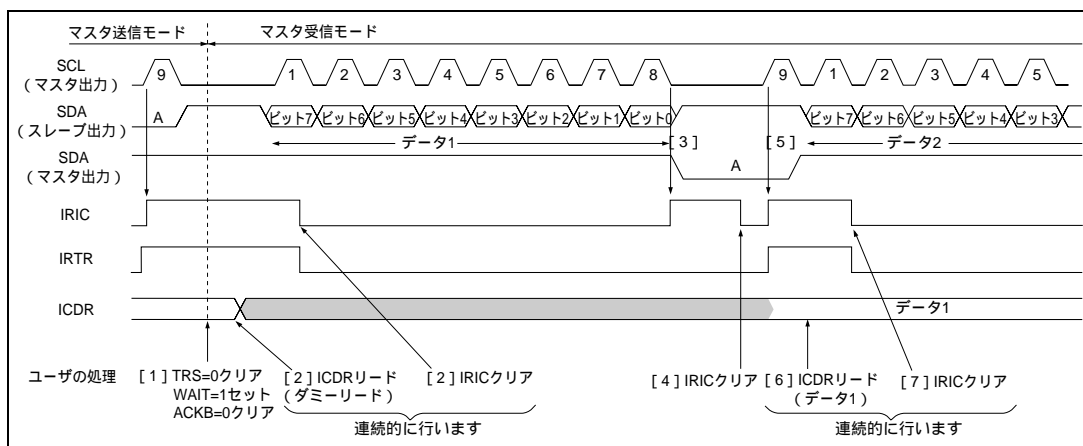 マスタ送信モード マスタ受信モード
SCL
（マスタ出力）
9 1 2 3 4 5 6 7 8 9 1 2 3 4 5
SDA
（スレーブ出力）
A ビット7 ビット6 ビット5 ビット4 ビット3 ビット2 ビット1 ビット0 ビット7 ビット6 ビット5 ビット4 ビット3
データ1 [ 3 ] [ 5 ] データ2
SDA
（マスタ出力）
A
IRIC
IRTR
ICDR
データ1
ユーザの処理
[ 1 ] TRS=0クリア
WAIT=1セット
ACKB=0クリア
[ 2 ] ICDRリード
（ダミーリード）
[ 2 ] IRICクリア
連続的に行います
[ 4 ] IRICクリア
[ 6 ] ICDRリード
（データ1）
[ 7 ] IRICクリア
連続的に行います